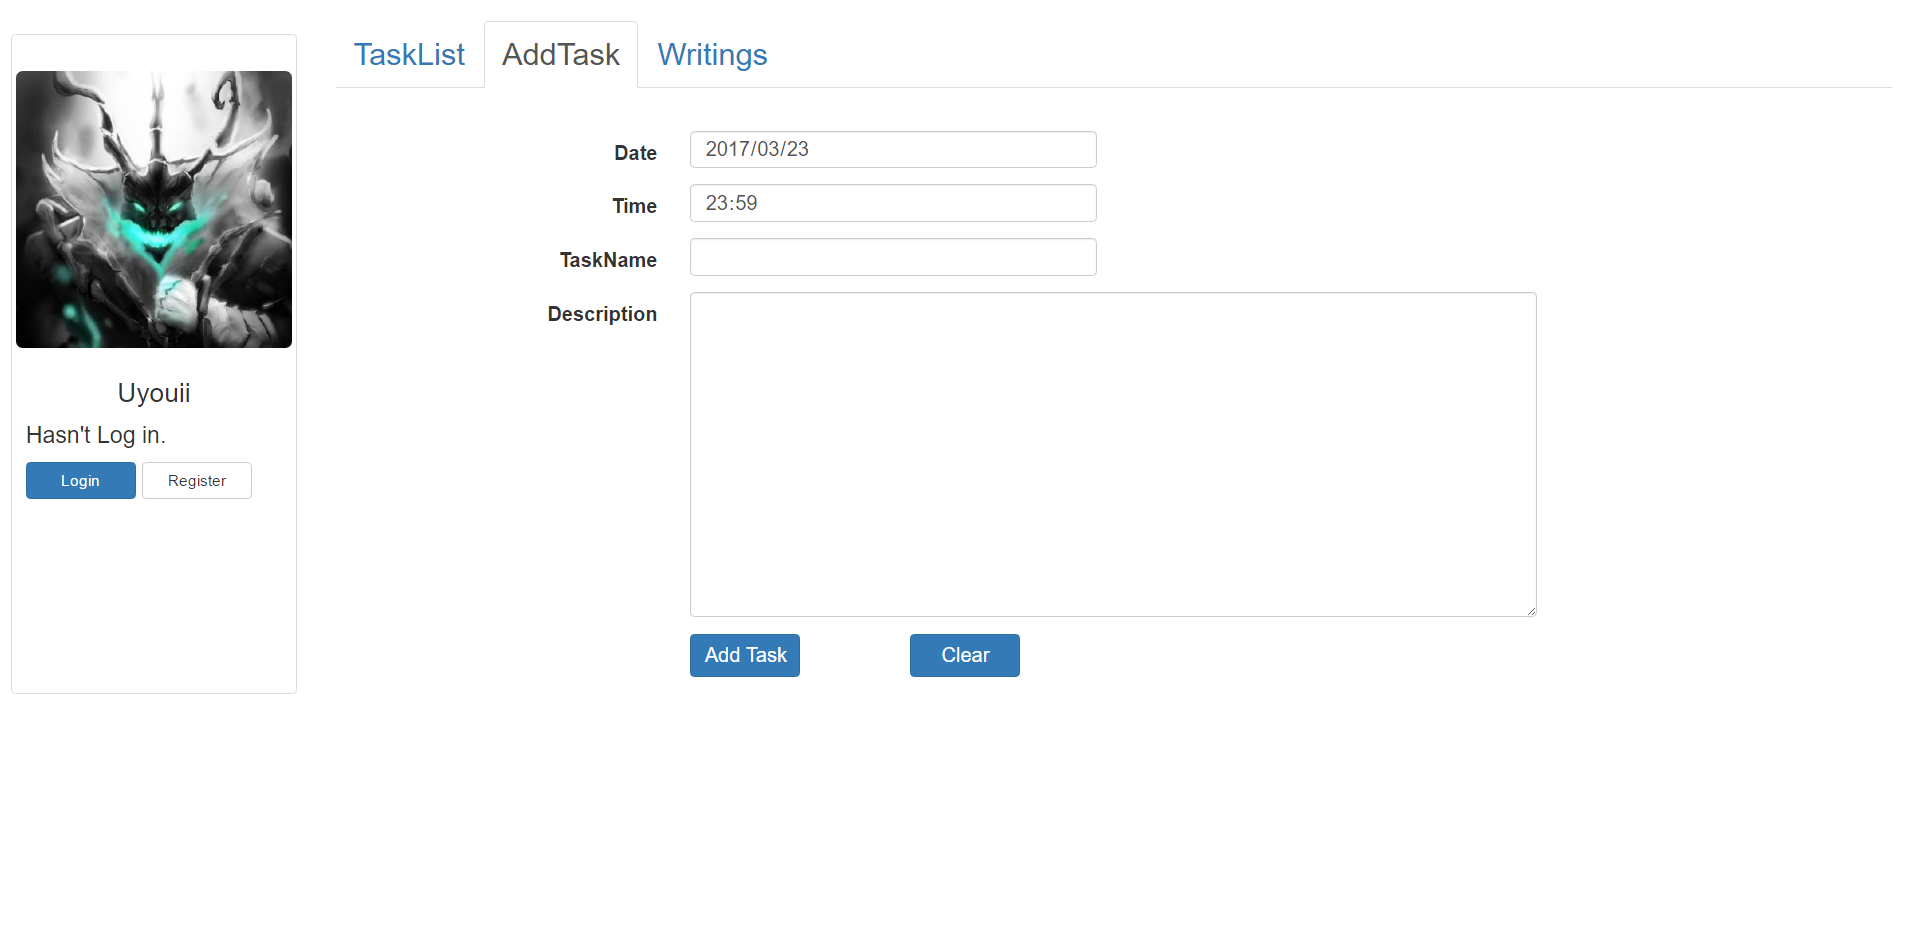 TaskList AddTask Writings
Date 2017/03/23
Time 23:59
TaskName
Description
Add Task Clear
Uyouii
Hasn't Log in.
Login Register